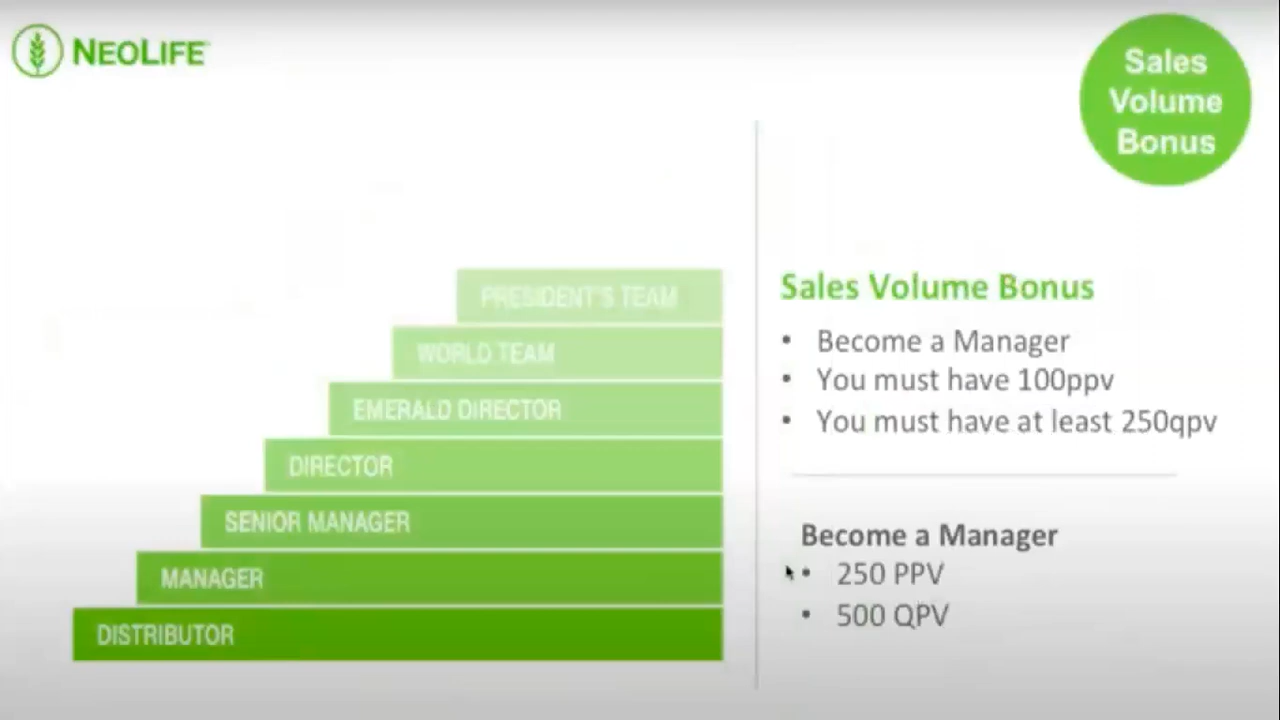 NEOLIFE
Sales
Volume
Bonus
PRESIDENT'S TEAM
WORLD TEAM
EMERALD DIRECTOR
DIRECTOR
SENIOR MANAGER
MANAGER
DISTRIBUTOR
Sales Volume Bonus
• Become a Manager
• You must have 100ppv
• You must have at least 250qpv
Become a Manager
• 250 PPV
• 500 QPV